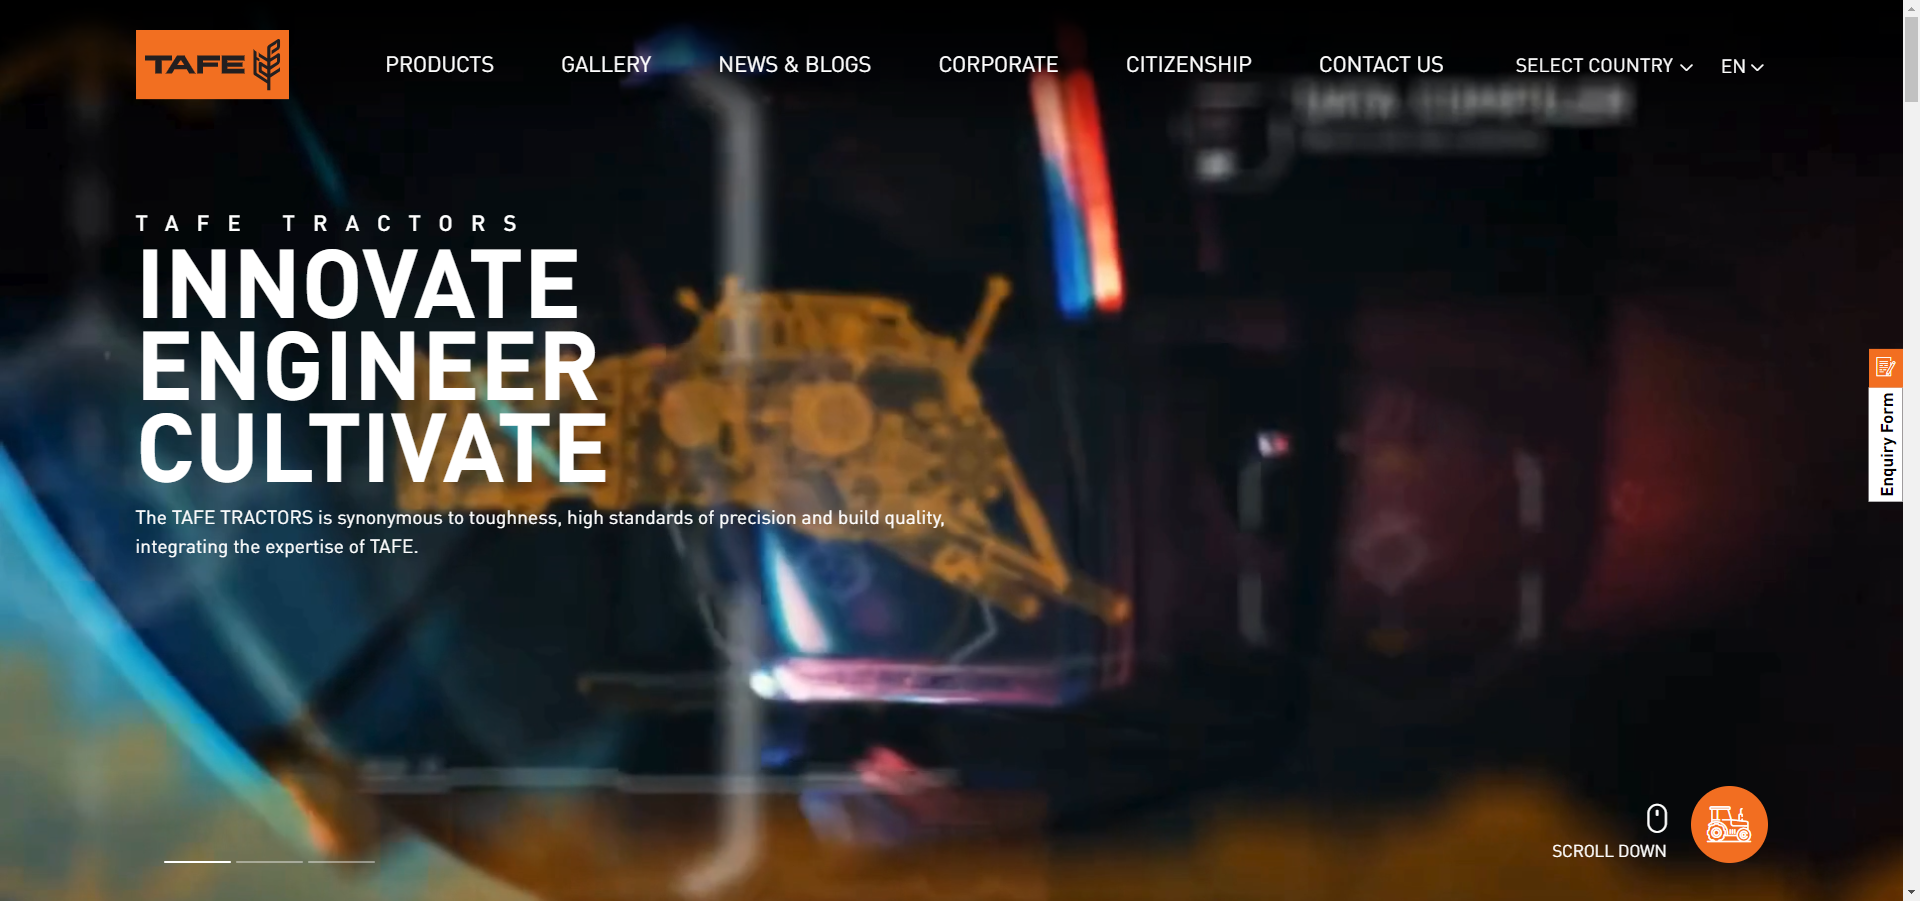 TAFE
PRODUCTS
GALLERY
NEWS & BLOGS
CORPORATE
CITIZENSHIP
CONTACT US
SELECT COUNTRY
EN
TAFE TRACTORS
INNOVATE
ENGINEER
CULTIVATE
The TAFE TRACTORS is synonymous to toughness, high standards of precision and build quality,
integrating the expertise of TAFE.
Enquiry Form
SCROLL DOWN